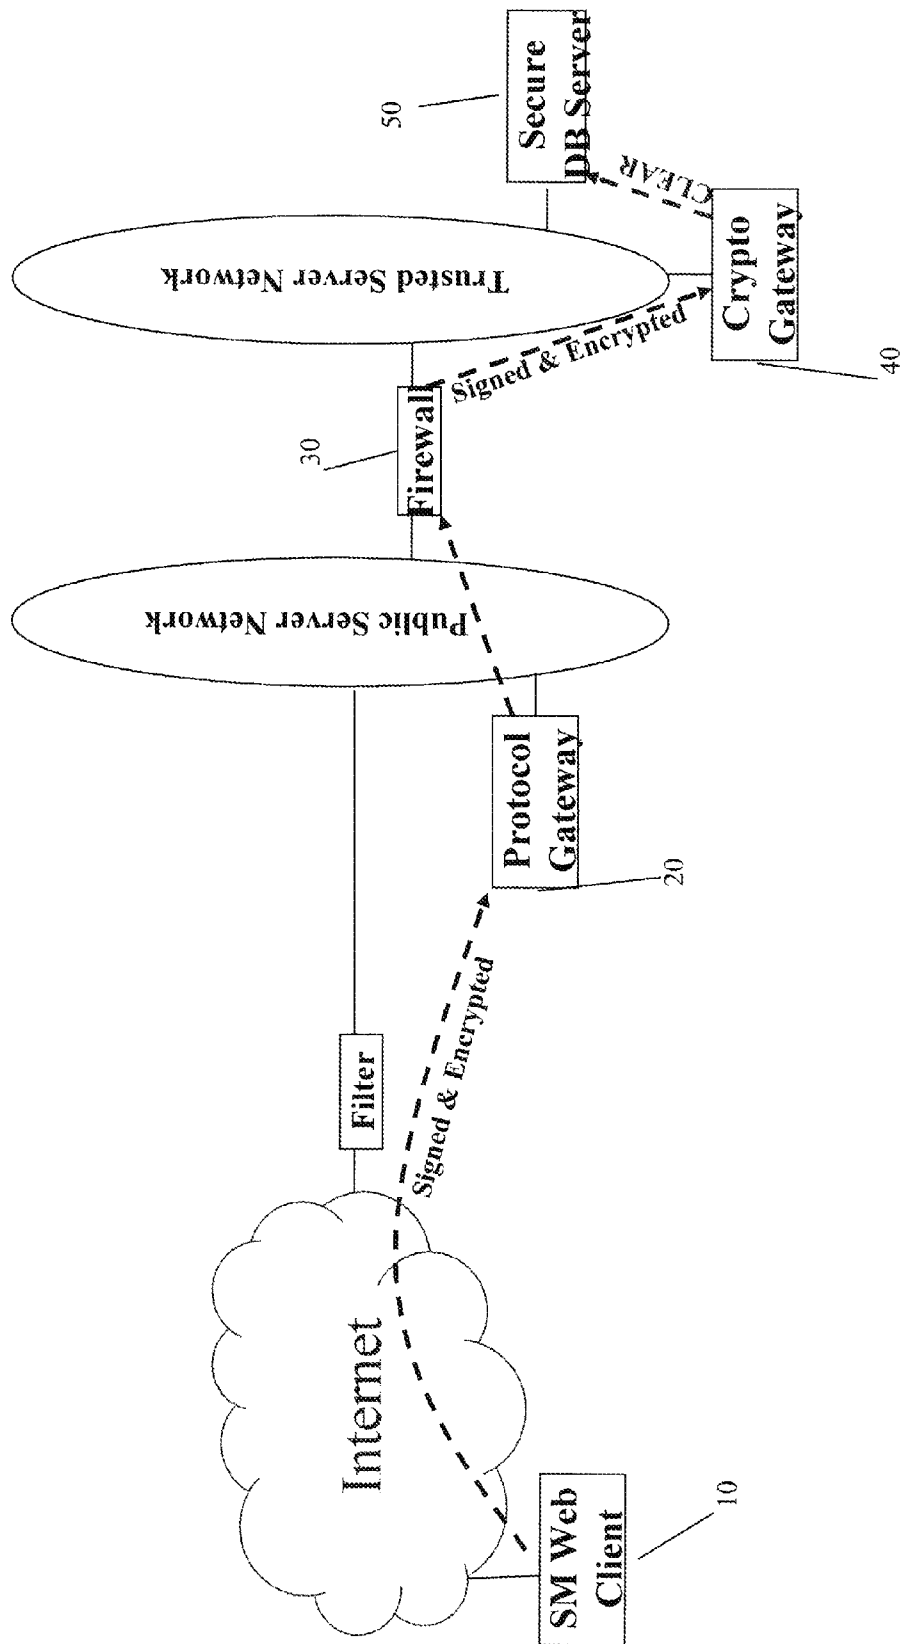 Internet
SM Web
Client
10
Filter
Signed & Encrypted
Protocol
Gateway
20
Public Server Network
Firewall
30
Signed & Encrypted
Trusted Server Network
Crypto
Gateway
40
CLEAR
Secure
DB Server
50